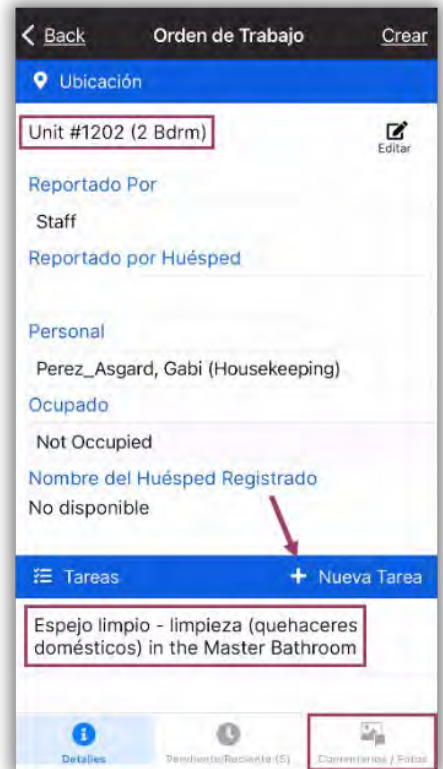 Back Orden de Trabajo Crear
Ubicación
Unit #1202 (2 Bdrm)
Editar
Reportado Por
Staff
Reportado por Huésped
Personal
Perez_Asgard, Gabi (Housekeeping)
Ocupado
Not Occupied
Nombre del Huésped Registrado
No disponible
Tareas + Nueva Tarea
Espejo limpio - limpieza (quehaceres
domésticos) in the Master Bathroom
Detalles Pendiente/Reciente (5) Comentarios / Fotos